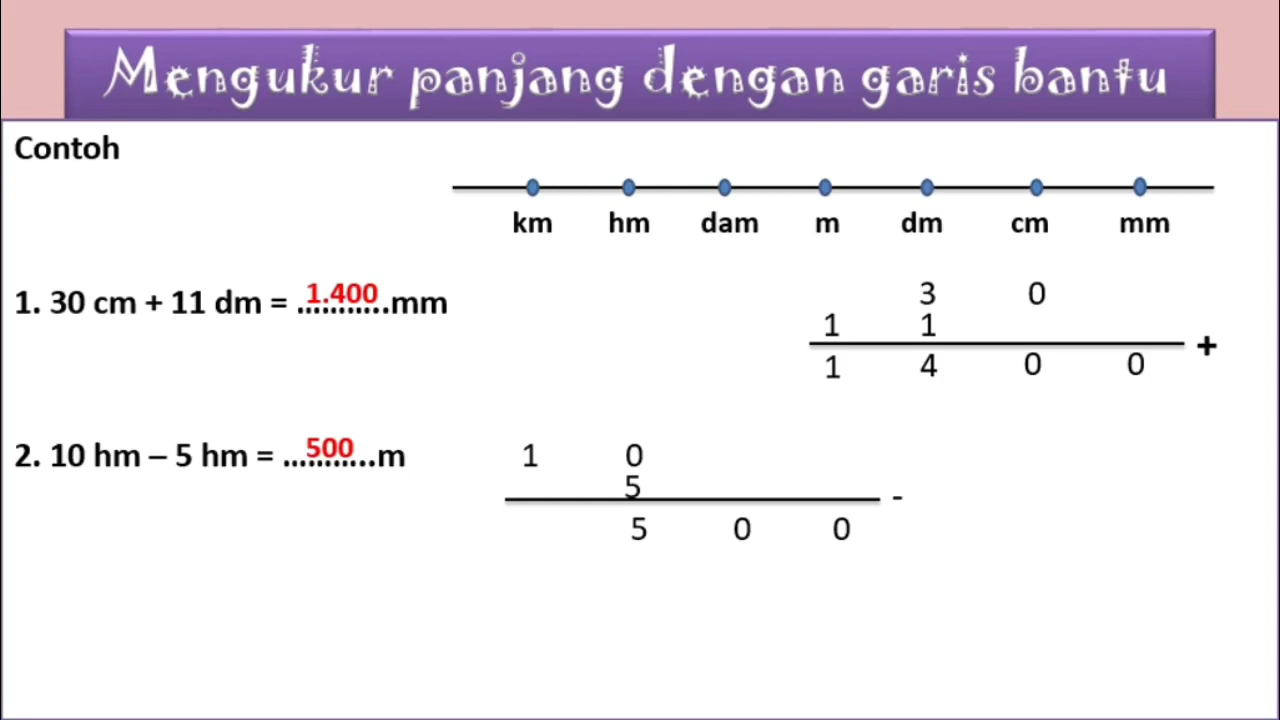 Mengukur panjang dengan garis bantu
Contoh
km hm dam m dm cm mm
1. 30 cm + 11 dm = ...1.400...mm
3 0
1 1
+
1 4 0 0
2. 10 hm – 5 hm = ...500...m
1 0
5
-
5 0 0